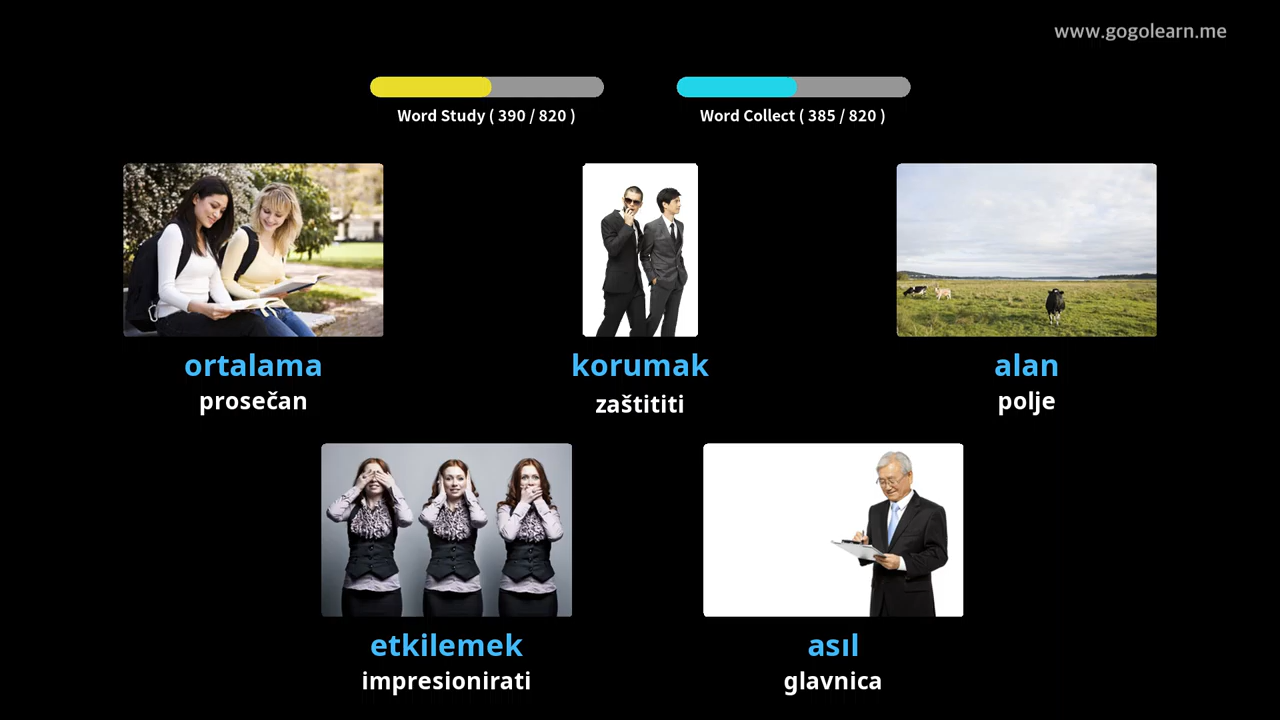 www.gogolearn.me
Word Study ( 390 / 820 )
Word Collect ( 385 / 820 )
ortalama
prosečan
korumak
zaštititi
alan
polje
etkilemek
impresionirati
asıl
glavnica